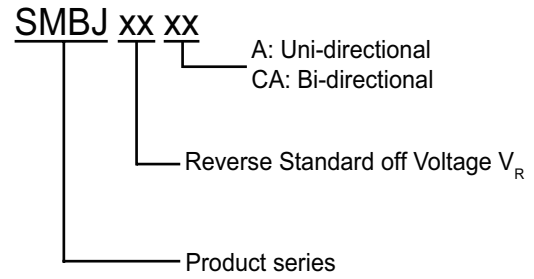 SMBJ xx xx
A: Uni-directional
CA: Bi-directional
Reverse Standard off Voltage VR
Product series